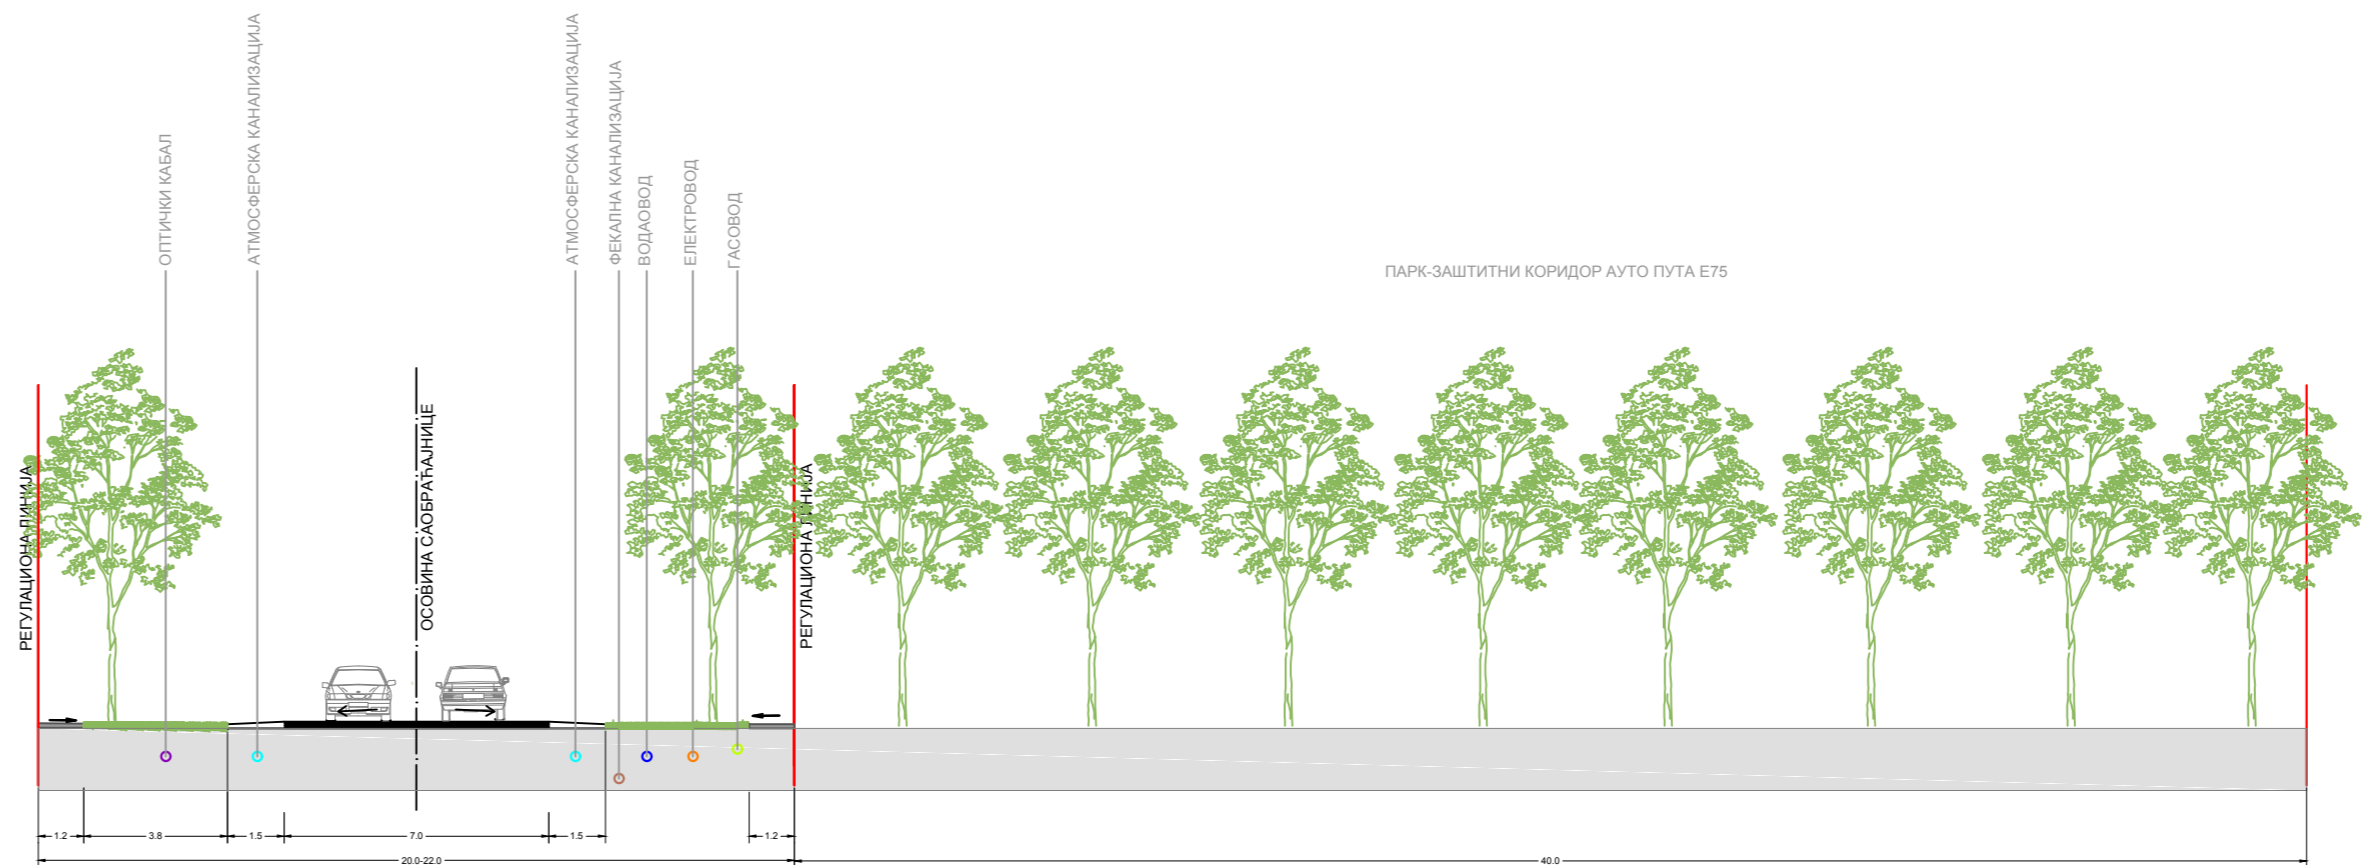 ОПТИЧКИ КАБАЛ
АТМОСФЕРСКА КАНАЛИЗАЦИЈА
АТМОСФЕРСКА КАНАЛИЗАЦИЈА
ФЕКАЛНА КАНАЛИЗАЦИЈА
ВОДАОВОД
ЕЛЕКТРОВОД
ГАСОВОД
ПАРК-ЗАШТИТНИ КОРИДОР АУТО ПУТА Е75
РЕГУЛАЦИОНА ЛИНИЈА
ОСОВИНА САОБРАЋАЈНИЦЕ
РЕГУЛАЦИОНА ЛИНИЈА
1.2
3.8
1.5
7.0
1.5
1.2
20.0-22.0
40.0